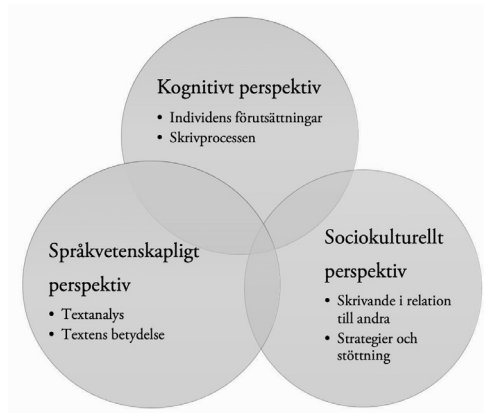 Kognitivt perspektiv
• Individens förutsättningar
• Skrivprocessen
Språkvetenskapligt
perspektiv
• Textanalys
• Textens betydelse
Sociokulturellt
perspektiv
• Skrivande i relation
till andra
• Strategier och
stöttning